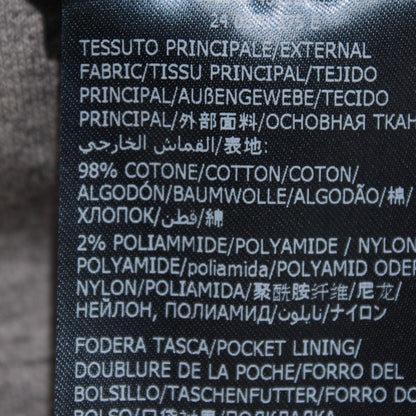 TESSUTO PRINCIPALE/EXTERNAL
FABRIC/TISSU PRINCIPAL/TEJIDO
PRINCIPAL/AUßENGEWEBE/TECIDO
PRINCIPAL/外部面料/ОСНОВНАЯ ТКАН
القماش الخارجي/表地:
98% COTONE/COTTON/COTON/
ALGODÓN/BAUMWOLLE/ALGODÃO/棉/
ХЛОПОК/قطن/綿
2% POLIAMMIDE/POLYAMIDE / NYLON
POLYAMIDE/poliamida/POLYAMID ODER
NYLON/POLIAMIDA/聚酰胺纤维/尼龙/
НЕЙЛОН, ПОЛИАМИД/نايلون/ナイロン
FODERA TASCA/POCKET LINING/
DOUBLURE DE LA POCHE/FORRO DEL
BOLSILLO/TASCHENFUTTER/FORRO DO